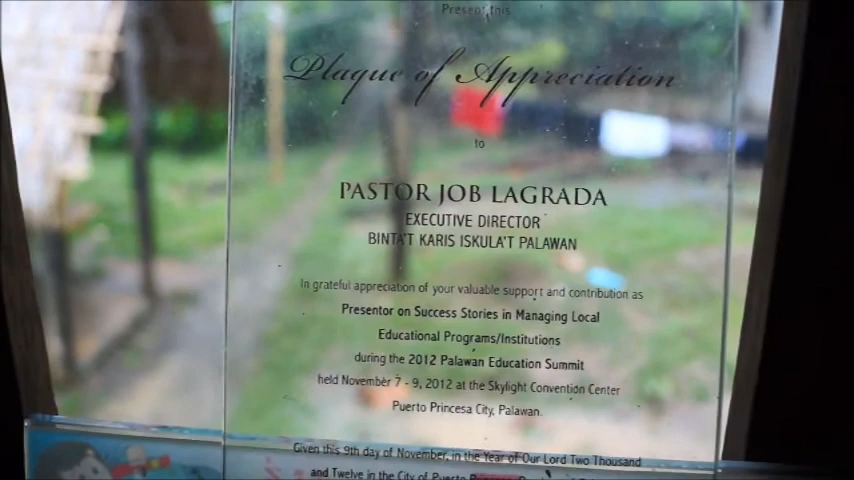 Present this
Plaque of Appreciation
to
PASTOR JOB LAGRADA
EXECUTIVE DIRECTOR
BINTA'T KARIS ISKULA'T PALAWAN
In grateful appreciation of your valuable support and contribution as
Presentor on Success Stories in Managing Local
Educational Programs/Institutions
during the 2012 Palawan Education Summit
held November 7 - 9, 2012 at the Skylight Convention Center
Puerto Princesa City, Palawan.
Given this 9th day of November, in the Year of Our Lord Two Thousand
and Twelve in the City of Puerto